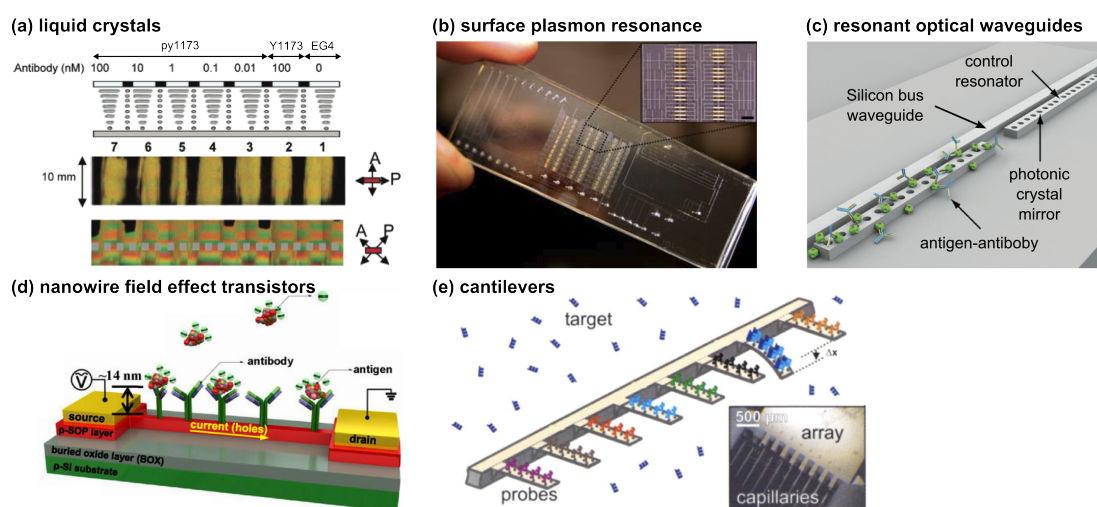 (a) liquid crystals
py1173 Y1173 EG4
Antibody (nM) 100 10 1 0.1 0.01 100 0
7 6 5 4 3 2 1
10 mm
A
P
A P
(b) surface plasmon resonance
(c) resonant optical waveguides
control
resonator
Silicon bus
waveguide
photonic
crystal
mirror
antigen-antiboby
(d) nanowire field effect transistors
antibody
antigen
V
~14 nm
source
p-SOP layer
current (holes)
drain
buried oxide layer (BOX)
p-Si substrate
(e) cantilevers
target
Δx
probes
500 µm
array
capillaries